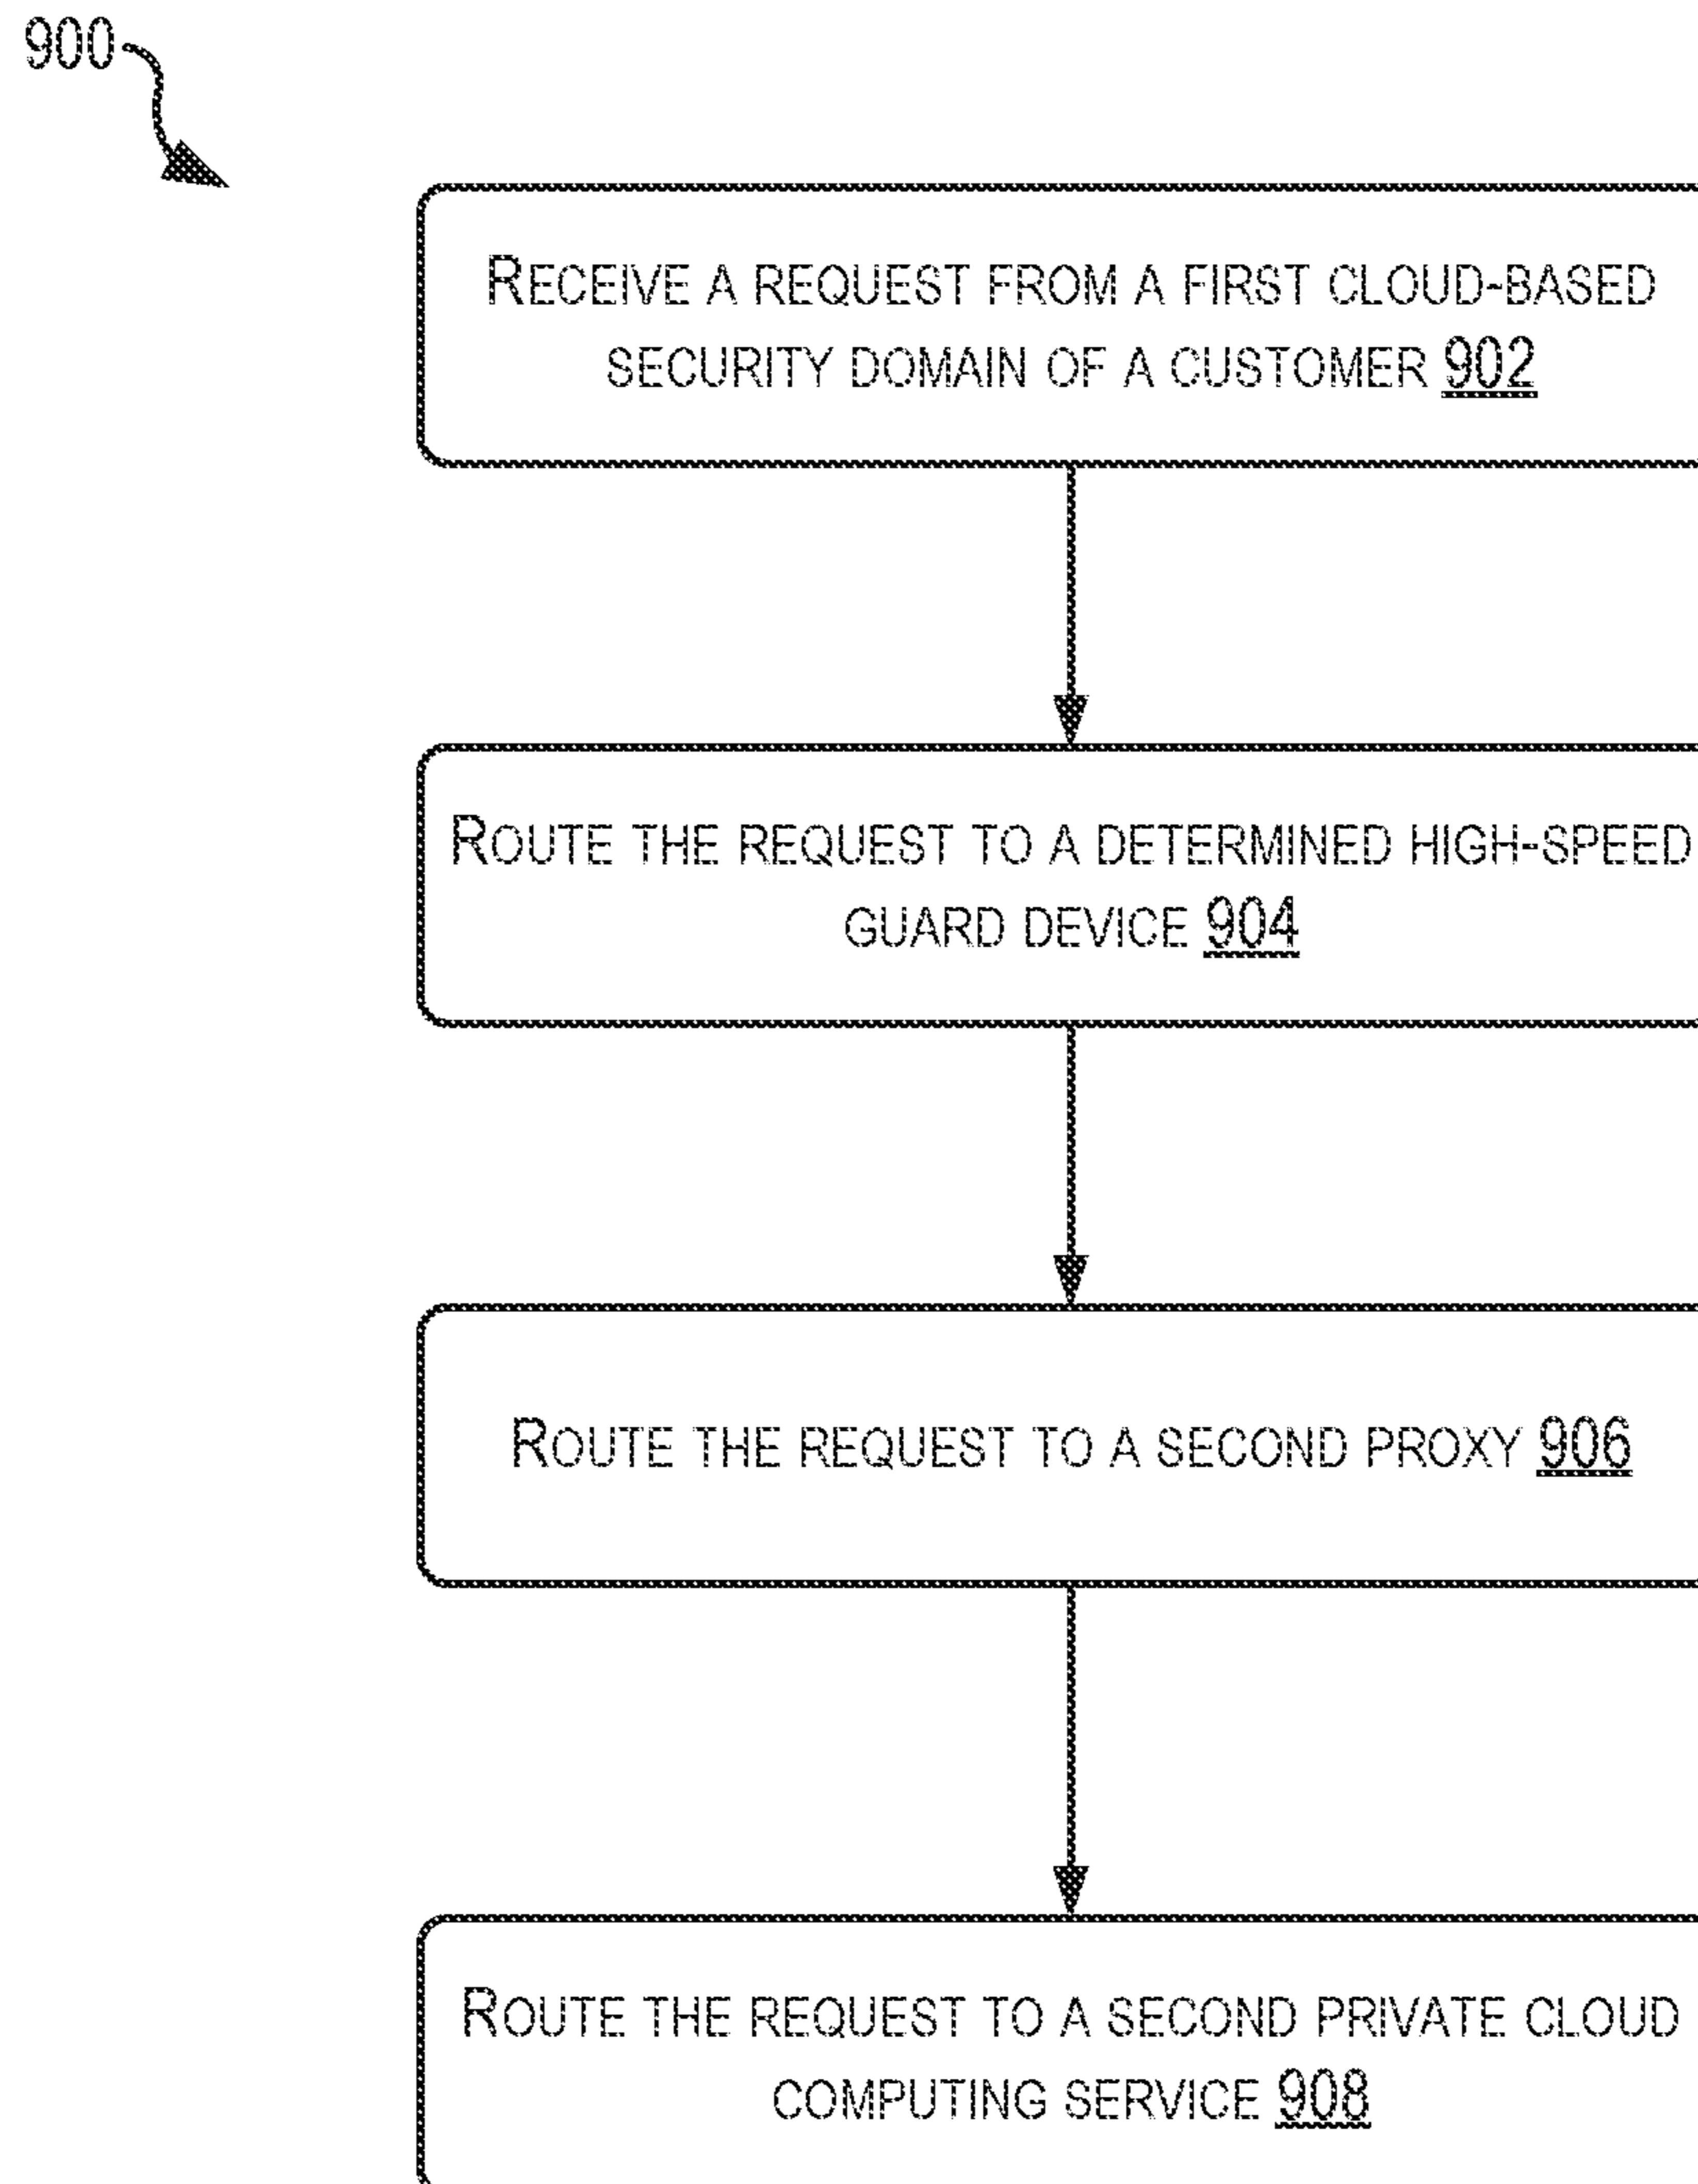 900
RECEIVE A REQUEST FROM A FIRST CLOUD-BASED
SECURITY DOMAIN OF A CUSTOMER 902
ROUTE THE REQUEST TO A DETERMINED HIGH-SPEED
GUARD DEVICE 904
ROUTE THE REQUEST TO A SECOND PROXY 906
ROUTE THE REQUEST TO A SECOND PRIVATE CLOUD
COMPUTING SERVICE 908